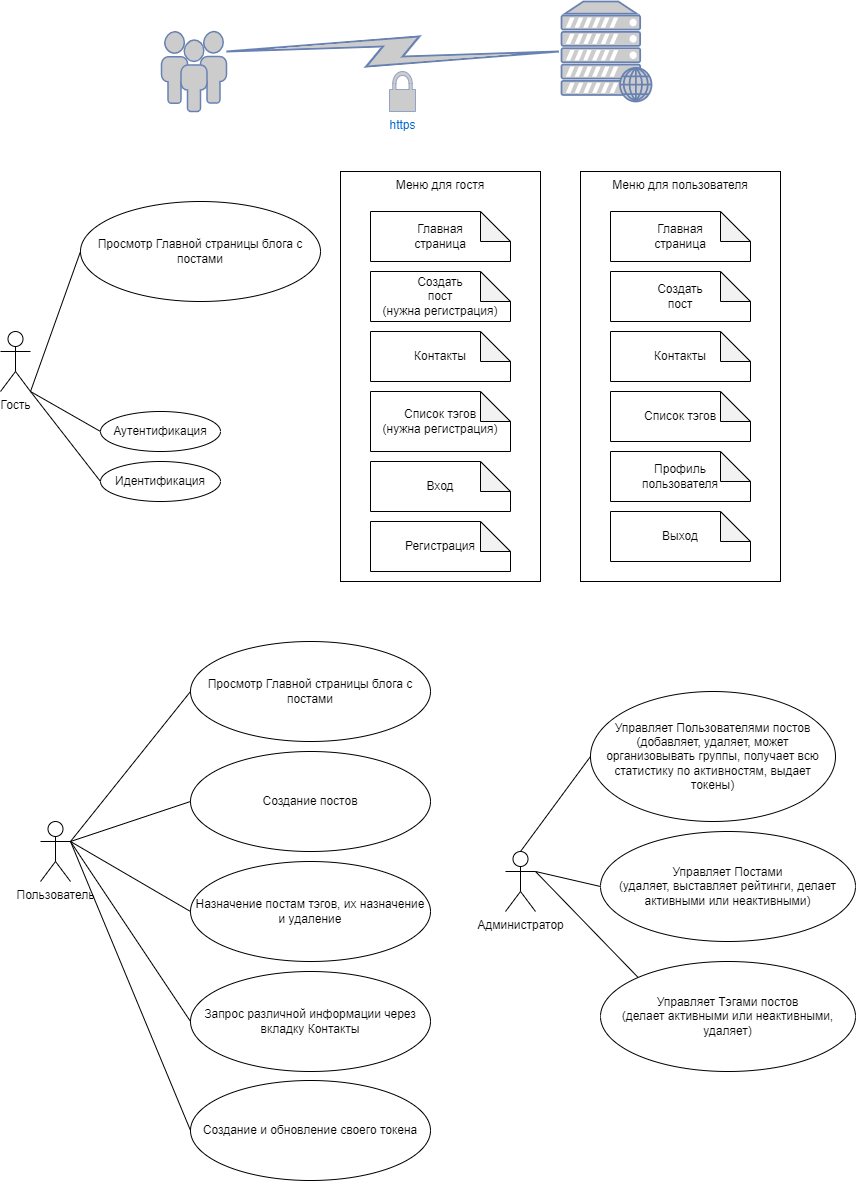 https
Просмотр Главной страницы блога с
постами
Гость
Аутентификация
Идентификация
Меню для гостя
Главная
страница
Создать
пост
(нужна регистрация)
Контакты
Список тэгов
(нужна регистрация)
Вход
Регистрация
Меню для пользователя
Главная
страница
Создать
пост
Контакты
Список тэгов
Профиль
пользователя
Выход
Просмотр Главной страницы блога с
постами
Создание постов
Пользователь
Назначение постам тэгов, их назначение
и удаление
Запрос различной информации через
вкладку Контакты
Создание и обновление своего токена
Управляет Пользователями постов
(добавляет, удаляет, может
организовывать группы, получает всю
статистику по активностям, выдает
токены)
Администратор
Управляет Постами
(удаляет, выставляет рейтинги, делает
активными или неактивными)
Управляет Тэгами постов
(делает активными или неактивными,
удаляет)